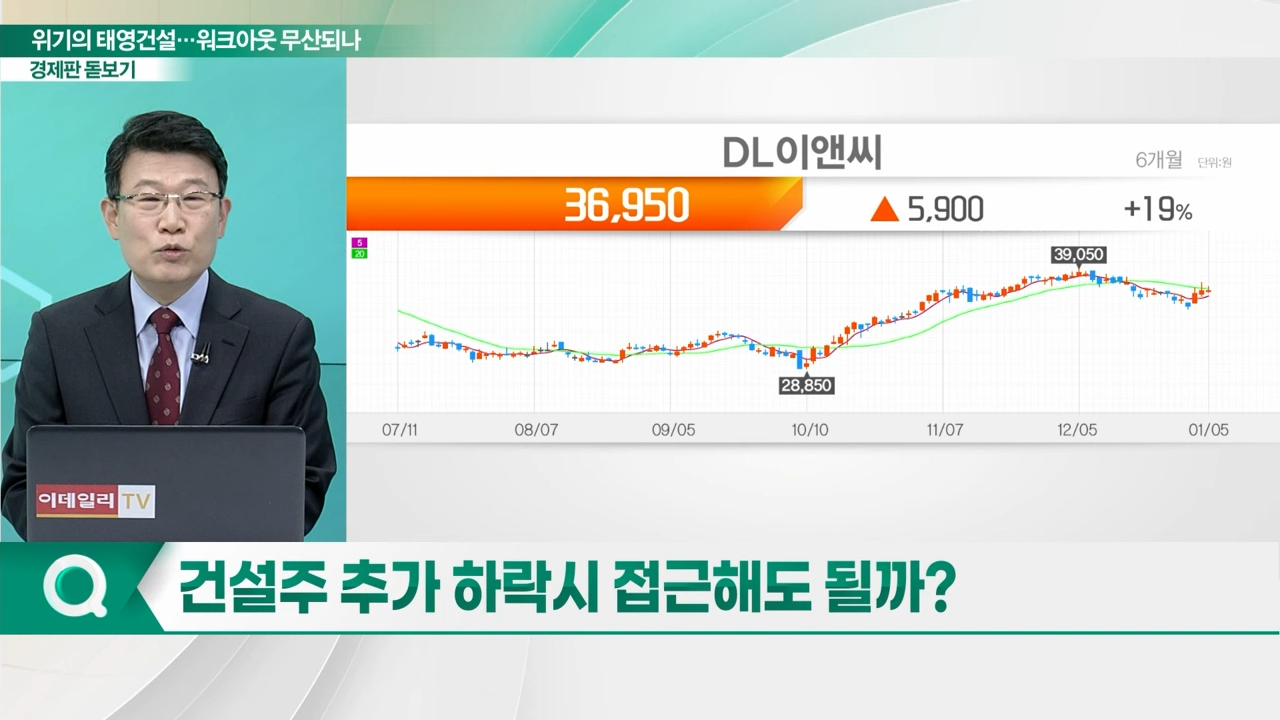 위기의 태영건설…워크아웃 무산되나
경제판 돋보기
DL이앤씨
6개월 단위:원
36,950 ▲ 5,900 +19%
5
20
39,050
28,850
07/11 08/07 09/05 10/10 11/07 12/05 01/05
이데일리 TV
건설주 추가 하락시 접근해도 될까?